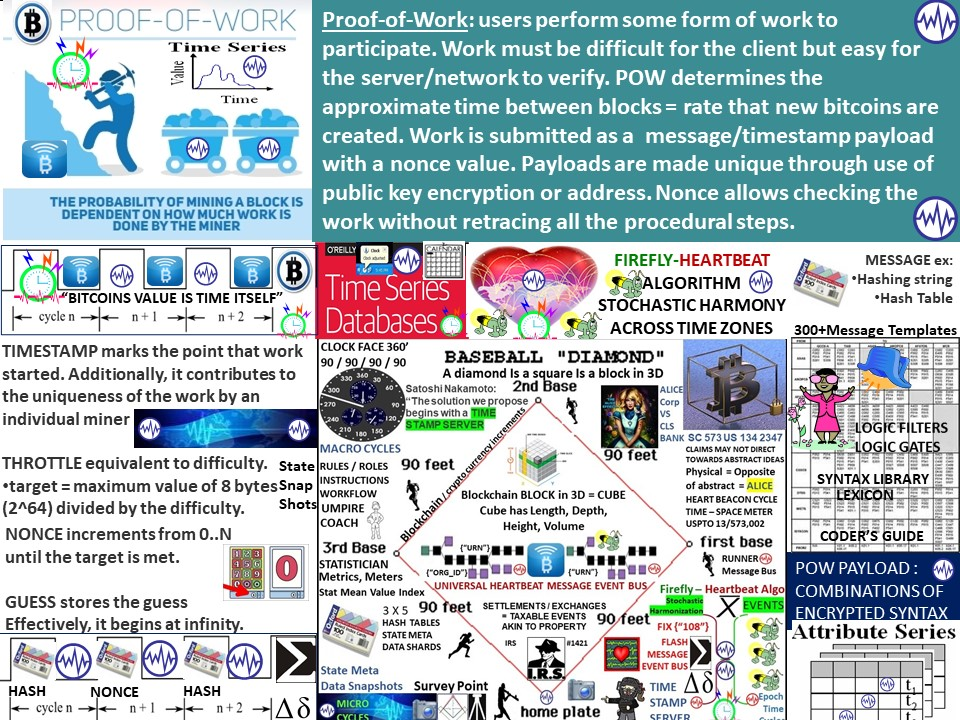 PROOF-OF-WORK
Time Series
Value
Time
THE PROBABILITY OF MINING A BLOCK IS
DEPENDENT ON HOW MUCH WORK IS
DONE BY THE MINER
Proof-of-Work: users perform some form of work to
participate. Work must be difficult for the client but easy for
the server/network to verify. POW determines the
approximate time between blocks = rate that new bitcoins are
created. Work is submitted as a message/timestamp payload
with a nonce value. Payloads are made unique through use of
public key encryption or address. Nonce allows checking the
work without retracing all the procedural steps.
"BITCOINS VALUE IS TIME ITSELF"
cycle n
n + 1
n + 2
O'REILLY
CALENDAR
Time Series
Databases
FIREFLY-HEARTBEAT
ALGORITHM
STOCHASTIC HARMONY
ACROSS TIME ZONES
MESSAGE ex:
•Hashing string
•Hash Table
300+Message Templates
TIMESTAMP marks the point that work
started. Additionally, it contributes to
the uniqueness of the work by an
individual miner
THROTTLE equivalent to difficulty.
•target = maximum value of 8 bytes
(2^64) divided by the difficulty.
NONCE increments from 0..N
until the target is met.
GUESS stores the guess
Effectively, it begins at infinity.
State
Snap
Shots
0
HASH
NONCE
HASH
cycle n
n + 1
n + 2
Σ
Δδ
CLOCK FACE 360'
90 / 90 / 90 / 90
BASEBALL "DIAMOND"
A diamond Is a square Is a block in 3D
Satoshi Nakamoto:
"The solution we propose
begins with a TIME
STAMP SERVER
2nd Base
MACRO CYCLES
RULES / ROLES
INSTRUCTIONS
WORKFLOW
UMPIRE
COACH
90 feet
Blockchain / crypto currency increments
90 feet
ALICE
Corp
VS
CLS
BANK
SC 573 US 134 2347
CLAIMS MAY NOT DIRECT
TOWARDS ABSTRACT IDEAS
Physical = Opposite
of abstract = ALICE
HEART BEACON CYCLE
TIME – SPACE METER
USPTO 13/573,002
Blockchain BLOCK in 3D = CUBE
Cube has Length, Depth,
Height, Volume
3rd Base
STATISTICIAN
Metrics, Meters
Stat Mean Value Index
{"URN"}
{"ORG_ID"}
{"URN"}
UNIVERSAL HEARTBEAT MESSAGE EVENT BUS
first base
RUNNER
Message Bus
Firefly – Heartbeat Algo
Stochastic
Harmonization
EVENTS
3 X 5
HASH TABLES
STATE META
DATA SHARDS
90 feet
SETTLEMENTS / EXCHANGES
= TAXABLE EVENTS
AKIN TO PROPERTY
90 feet
IRS
#1421
I.R.S.
FIX {"108"}
FLASH
MESSAGE
EVENT BUS
Σ
Δδ
State Meta
Data Snapshots
Survey Point
MICRO
CYCLES
home plate
TIME
STAMP
SERVER
Epoch
Time
LOGIC FILTERS
LOGIC GATES
SYNTAX LIBRARY
LEXICON
CODER'S GUIDE
POW PAYLOAD :
COMBINATIONS OF
ENCRYPTED SYNTAX
Attribute Series
t₁
t₂